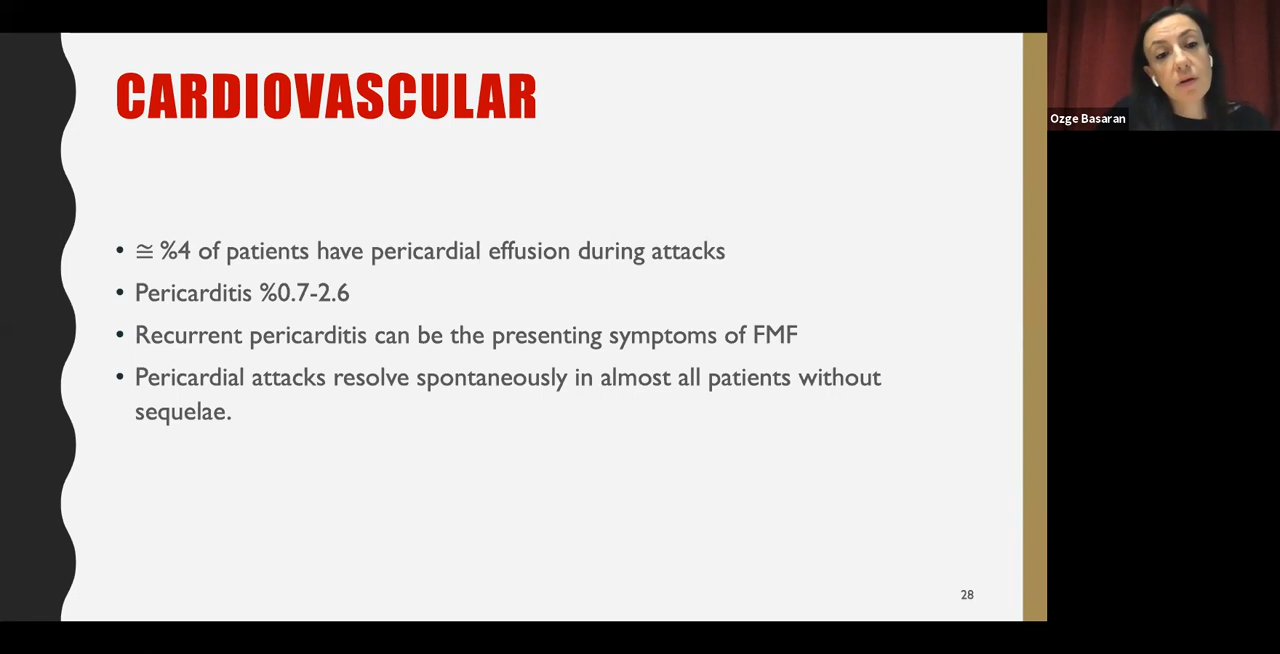 CARDIOVASCULAR
• ≅ %4 of patients have pericardial effusion during attacks
• Pericarditis %0.7-2.6
• Recurrent pericarditis can be the presenting symptoms of FMF
• Pericardial attacks resolve spontaneously in almost all patients without
sequelae.
28
Ozge Basaran